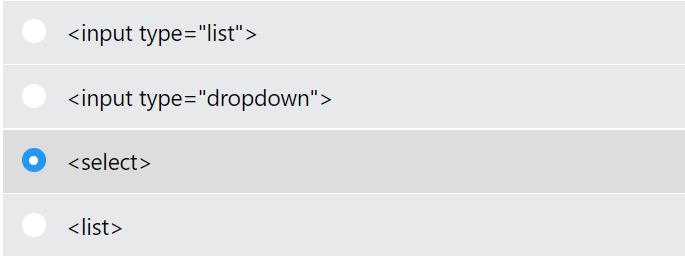 <input type="list">
<input type="dropdown">
<select>
<list>